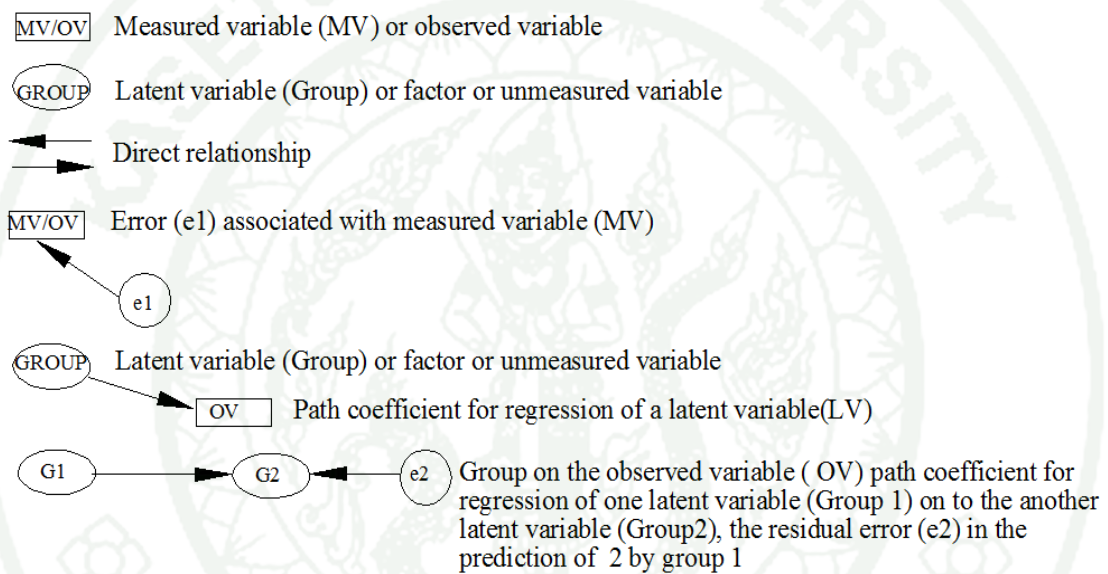 MV/OV Measured variable (MV) or observed variable
GROUP Latent variable (Group) or factor or unmeasured variable
Direct relationship
MV/OV Error (e1) associated with measured variable (MV)
e1
GROUP Latent variable (Group) or factor or unmeasured variable
OV Path coefficient for regression of a latent variable(LV)
G1 G2 e2 Group on the observed variable ( OV) path coefficient for
regression of one latent variable (Group 1) on to the another
latent variable (Group2), the residual error (e2) in the
prediction of 2 by group 1